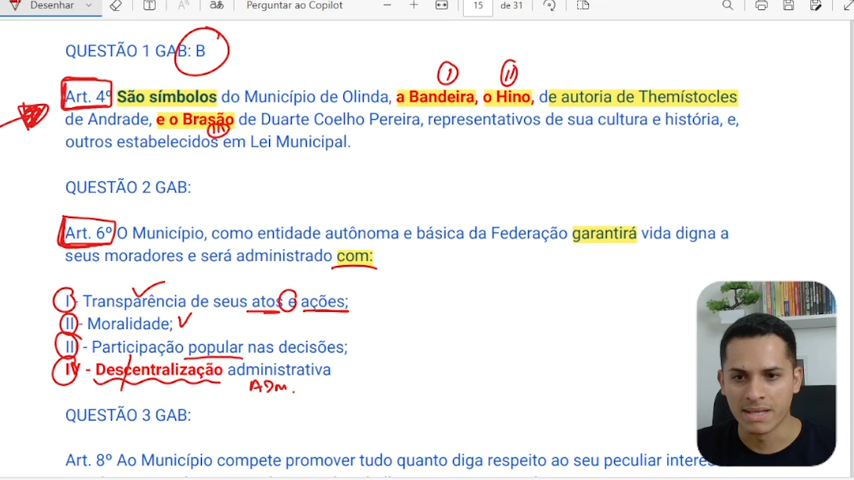 Desenhar
aあ
Perguntar ao Copilot
15
de 31
QUESTÃO 1 GAB: B
I
II
Art. 4º São símbolos do Município de Olinda, a Bandeira, o Hino, de autoria de Themístocles
de Andrade, e o Brasão de Duarte Coelho Pereira, representativos de sua cultura e história, e,
III
outros estabelecidos em Lei Municipal.
QUESTÃO 2 GAB:
Art. 6º O Município, como entidade autônoma e básica da Federação garantirá vida digna a
seus moradores e será administrado com:
I - Transparência de seus atos e ações;
II - Moralidade;
III - Participação popular nas decisões;
IV - Descentralização administrativa
ADM.
QUESTÃO 3 GAB:
Art. 8º Ao Município compete promover tudo quanto diga respeito ao seu peculiar